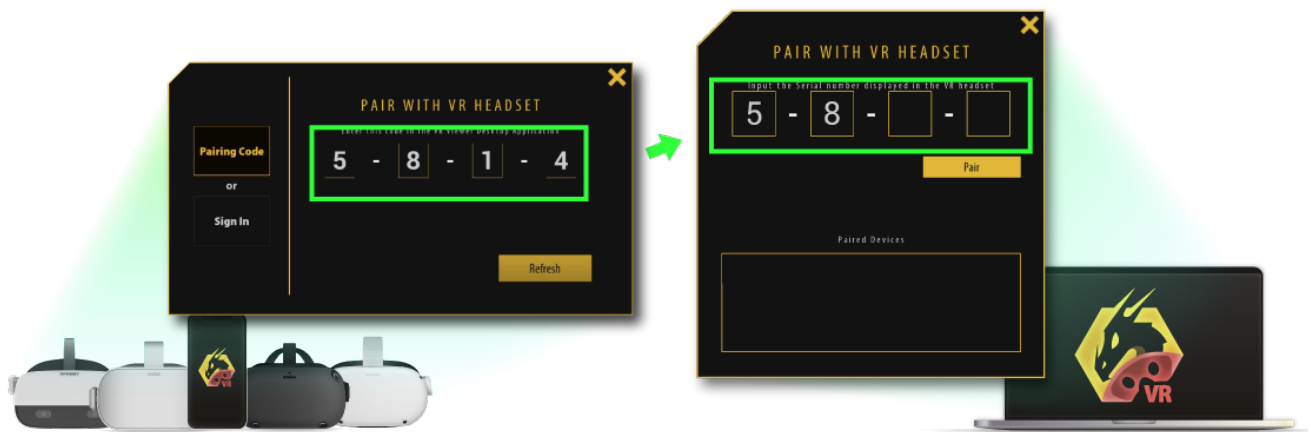 PAIR WITH VR HEADSET
Enter this code in the VR Viewer Desktop Application
Pairing Code
5 - 8 - 1 - 4
or
Sign In
Refresh
PAIR WITH VR HEADSET
Input the Serial number displayed in the VR headset
5 - 8 - -
Pair
Paired Devices
VR
VR